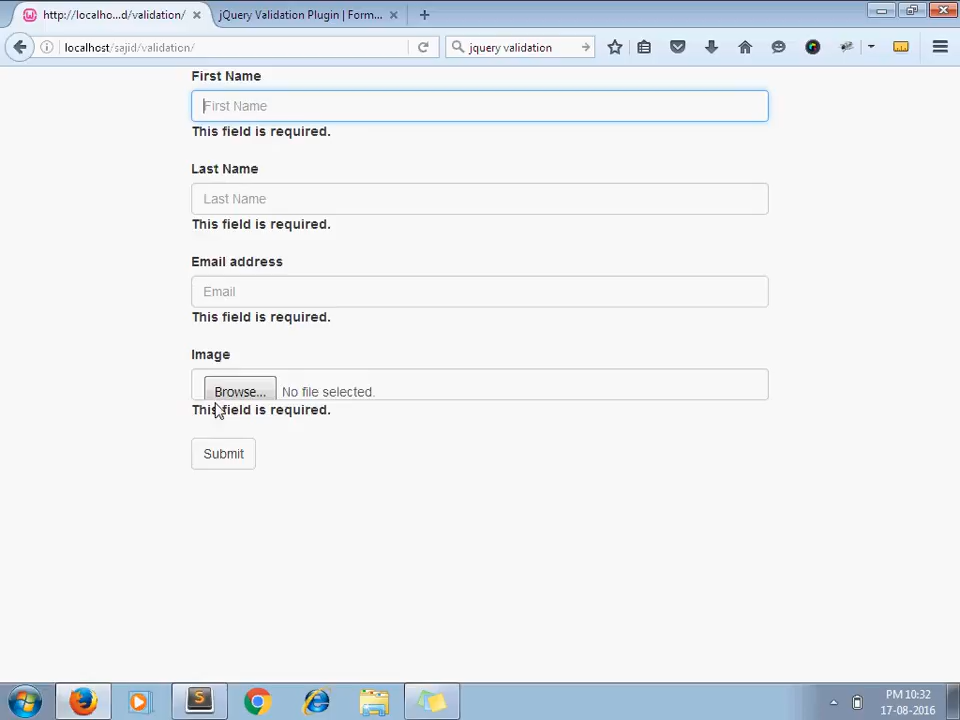 http://localho...d/validation/
jQuery Validation Plugin | Form...
localhost/sajid/validation/
jquery validation
First Name
First Name
This field is required.
Last Name
Last Name
This field is required.
Email address
Email
This field is required.
Image
Browse...
No file selected.
This field is required.
Submit
S
PM 10:32
17-08-2016